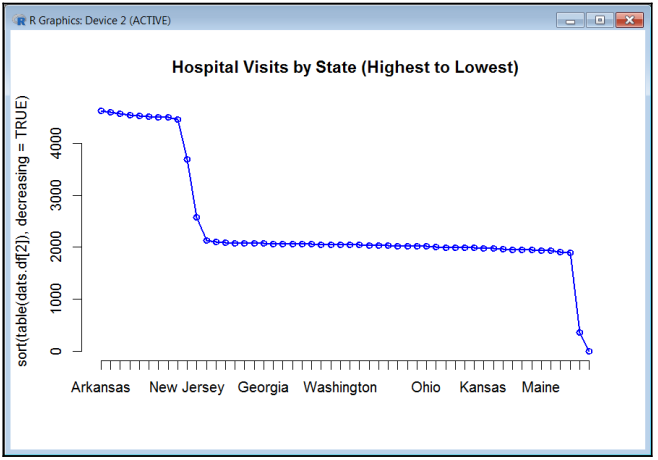 R Graphics: Device 2 (ACTIVE)
Hospital Visits by State (Highest to Lowest)
sort(table(dats.df[2]), decreasing = TRUE)
4000
3000
2000
1000
0
Arkansas New Jersey Georgia Washington Ohio Kansas Maine